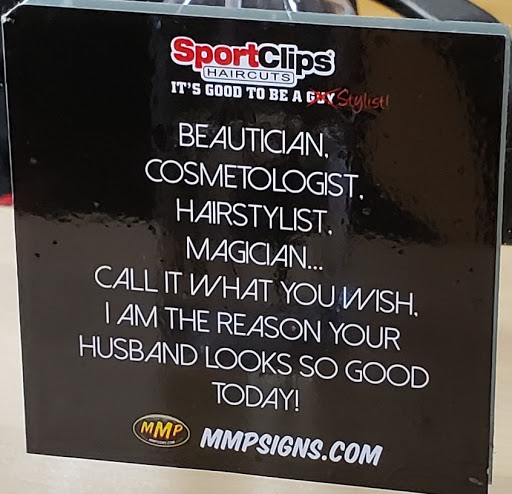 SportClips
HAIRCUTS
IT'S GOOD TO BE A GUY Stylist!
BEAUTICIAN,
COSMETOLOGIST,
HAIRSTYLIST,
MAGICIAN...
CALL IT WHAT YOU WISH,
I AM THE REASON YOUR
HUSBAND LOOKS SO GOOD
TODAY!
MMP MMPSIGNS.COM